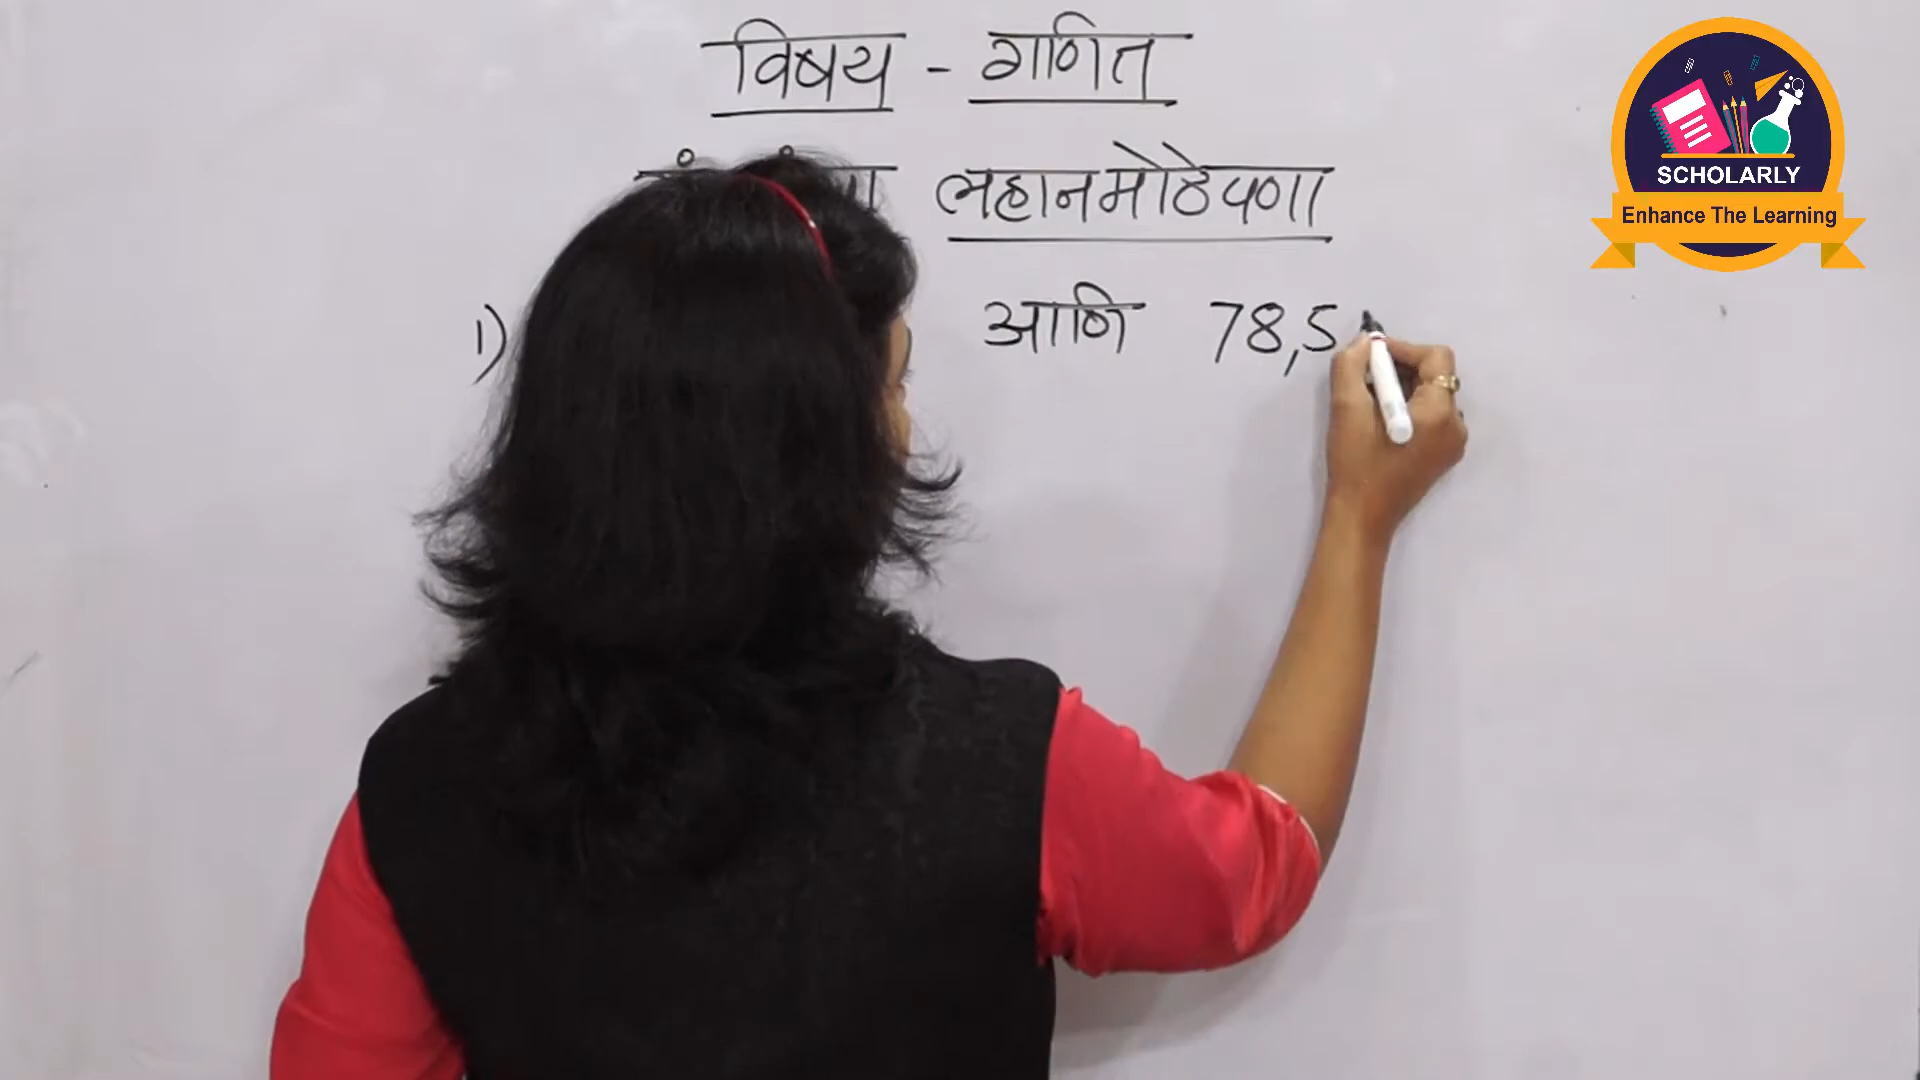 विषय - गणित
लहानमोठेपणा
1) आणि 78,5
SCHOLARLY
Enhance The Learning